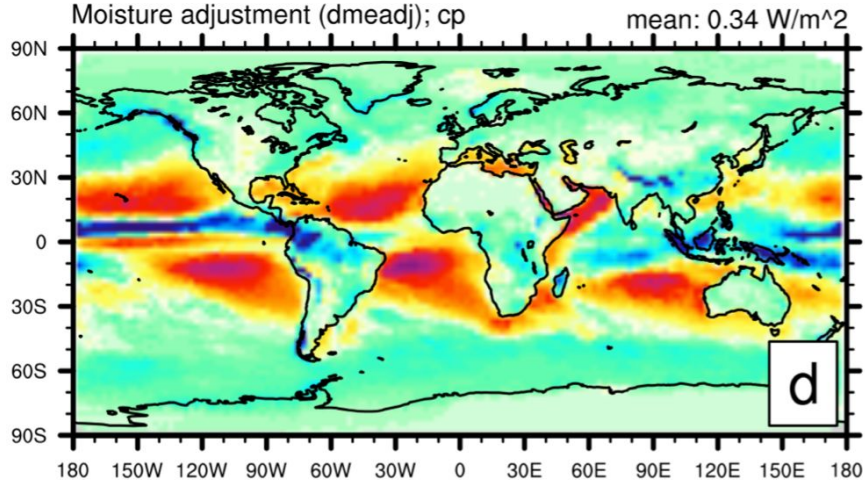 Moisture adjustment (dmeadj); cp mean: 0.34 W/m^2
90N
60N
30N
0
30S
60S
90S
d
180 150W 120W 90W 60W 30W 0 30E 60E 90E 120E 150E 180